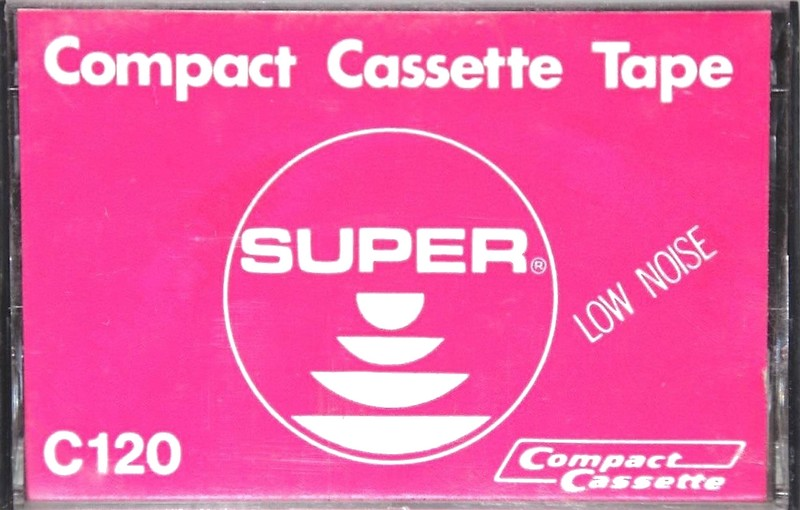 Compact Cassette Tape
SUPER®
LOW NOISE
C120
Compact
Cassette